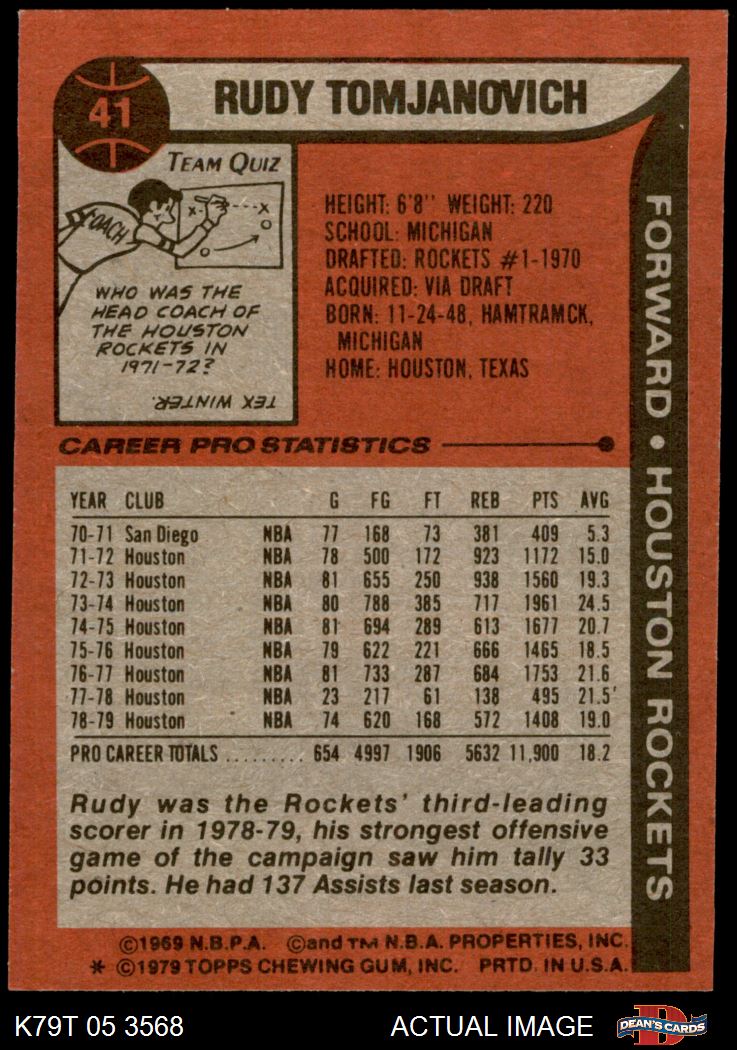 41
RUDY TOMJANOVICH
TEAM QUIZ
COACH
X
X
WHO WAS THE
HEAD COACH OF
THE HOUSTON
ROCKETS IN
1971-72?
TEX WINTER.
HEIGHT: 6'8" WEIGHT: 220
SCHOOL: MICHIGAN
DRAFTED: ROCKETS #1-1970
ACQUIRED: VIA DRAFT
BORN: 11-24-48, HAMTRAMCK,
MICHIGAN
HOME: HOUSTON, TEXAS
FORWARD • HOUSTON ROCKETS
CAREER PRO STATISTICS
YEAR CLUB G FG FT REB PTS AVG
70-71 San Diego NBA 77 168 73 381 409 5.3
71-72 Houston NBA 78 500 172 923 1172 15.0
72-73 Houston NBA 81 655 250 938 1560 19.3
73-74 Houston NBA 80 788 385 717 1961 24.5
74-75 Houston NBA 81 694 289 613 1677 20.7
75-76 Houston NBA 79 622 221 666 1465 18.5
76-77 Houston NBA 81 733 287 684 1753 21.6
77-78 Houston NBA 23 217 61 138 495 21.5
78-79 Houston NBA 74 620 168 572 1408 19.0
PRO CAREER TOTALS ......... 654 4997 1906 5632 11,900 18.2
Rudy was the Rockets' third-leading
scorer in 1978-79, his strongest offensive
game of the campaign saw him tally 33
points. He had 137 Assists last season.
©1969 N.B.P.A. ©and TM N.B.A. PROPERTIES, INC.
* ©1979 TOPPS CHEWING GUM, INC. PRTD. IN U.S.A.
K79T 05 3568
ACTUAL IMAGE
D
DEAN'S CARDS